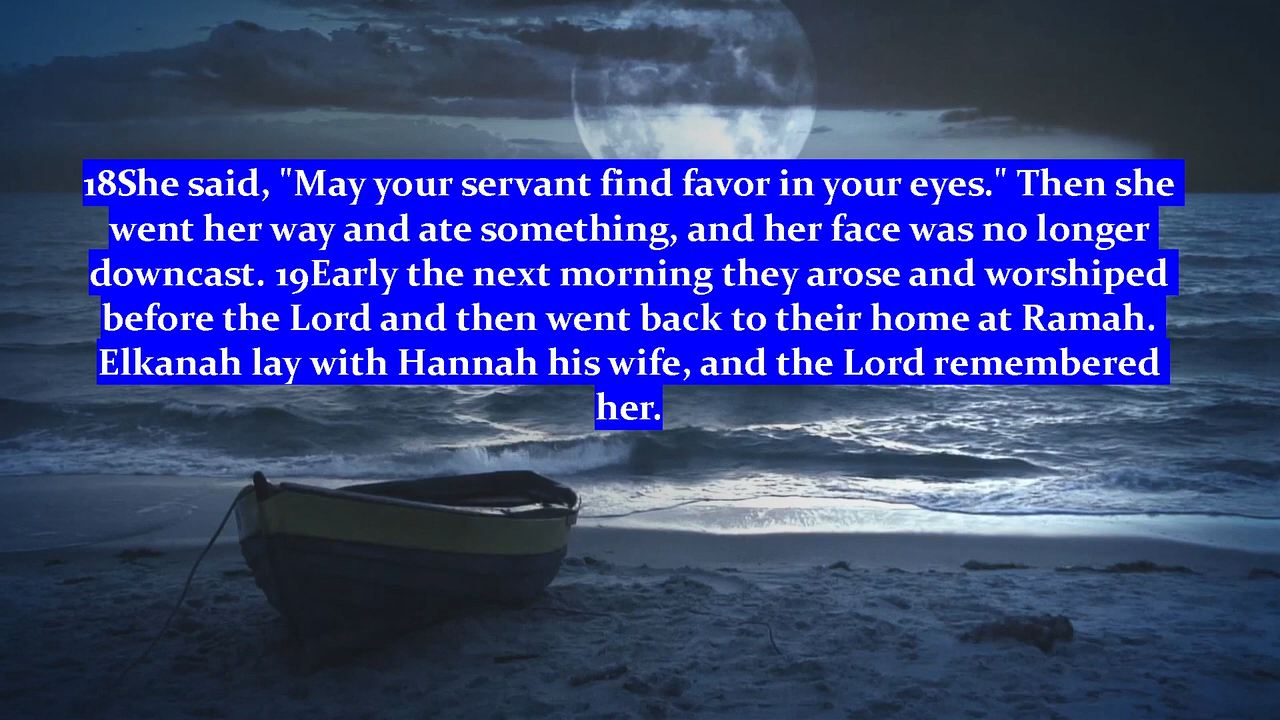 18She said, "May your servant find favor in your eyes." Then she
went her way and ate something, and her face was no longer
downcast. 19Early the next morning they arose and worshiped
before the Lord and then went back to their home at Ramah.
Elkanah lay with Hannah his wife, and the Lord remembered
her.